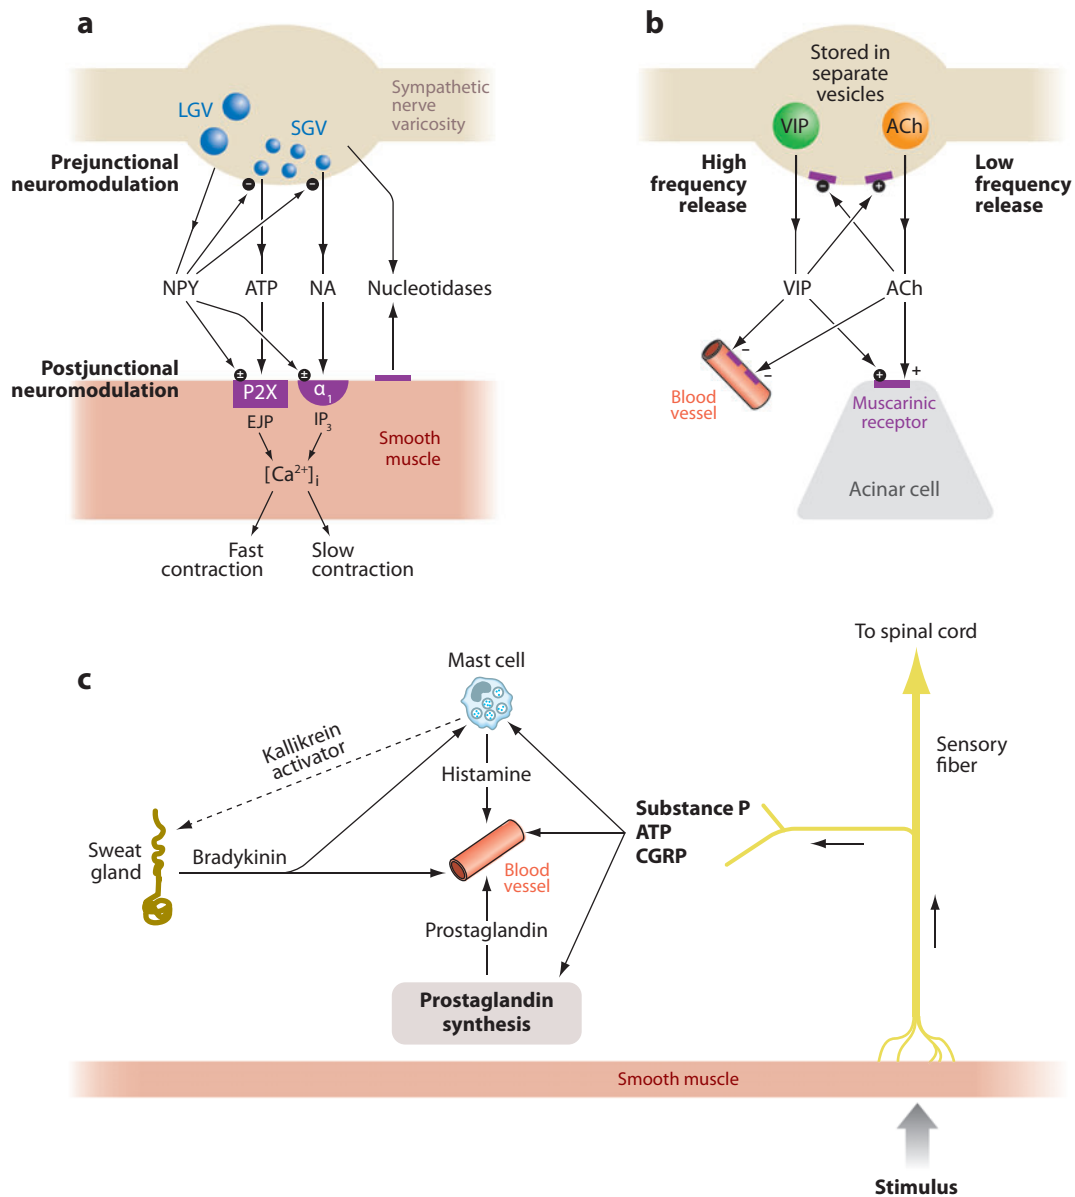 a
LGV
SGV
Sympathetic
nerve
varicosity
Prejunctional
neuromodulation
−
−
NPY
ATP
NA
Nucleotidases
Postjunctional
neuromodulation
±
±
P2X
α1
EJP
IP3
Smooth
muscle
[Ca2+]i
Fast
contraction
Slow
contraction
b
Stored in
separate
vesicles
VIP
ACh
High
frequency
release
Low
frequency
release
−
+
VIP
ACh
−
−
Blood
vessel
+
+
Muscarinic
receptor
Acinar cell
c
Mast cell
Kallikrein
activator
Histamine
Sweat
gland
Bradykinin
Blood
vessel
Prostaglandin
Prostaglandin
synthesis
Substance P
ATP
CGRP
To spinal cord
Sensory
fiber
Smooth muscle
Stimulus